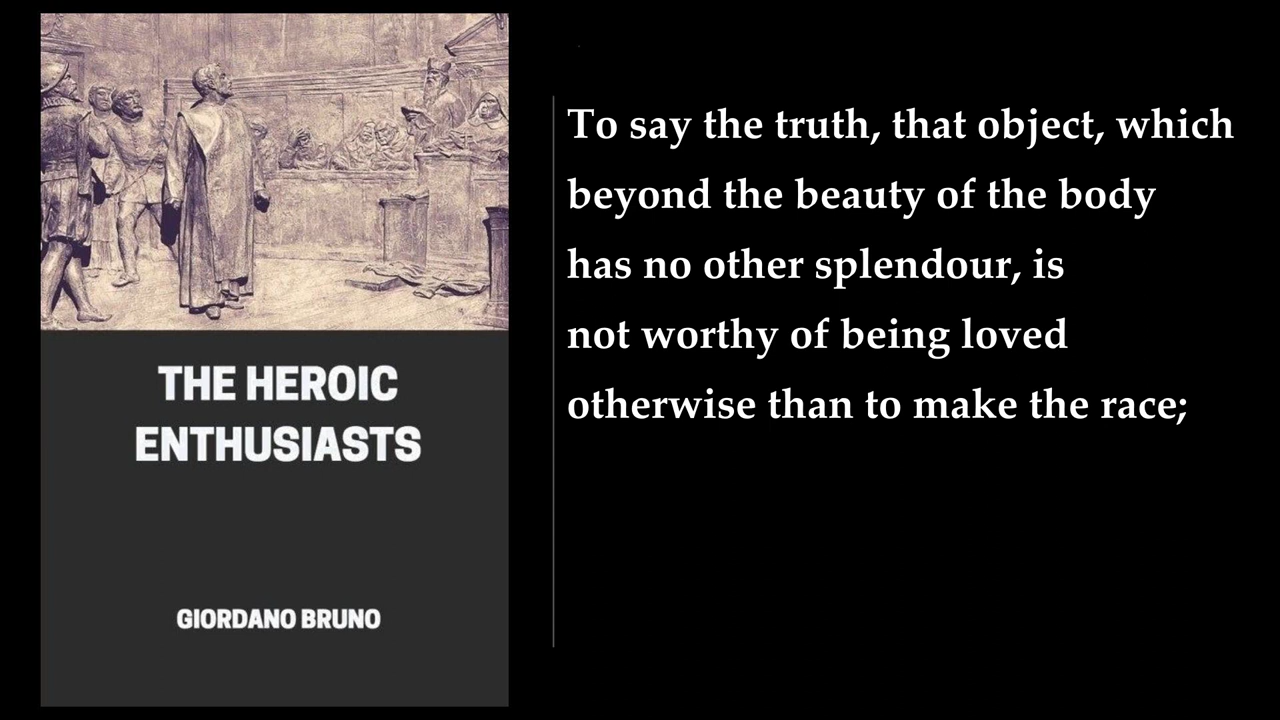 THE HEROIC
ENTHUSIASTS
GIORDANO BRUNO
To say the truth, that object, which
beyond the beauty of the body
has no other splendour, is
not worthy of being loved
otherwise than to make the race;